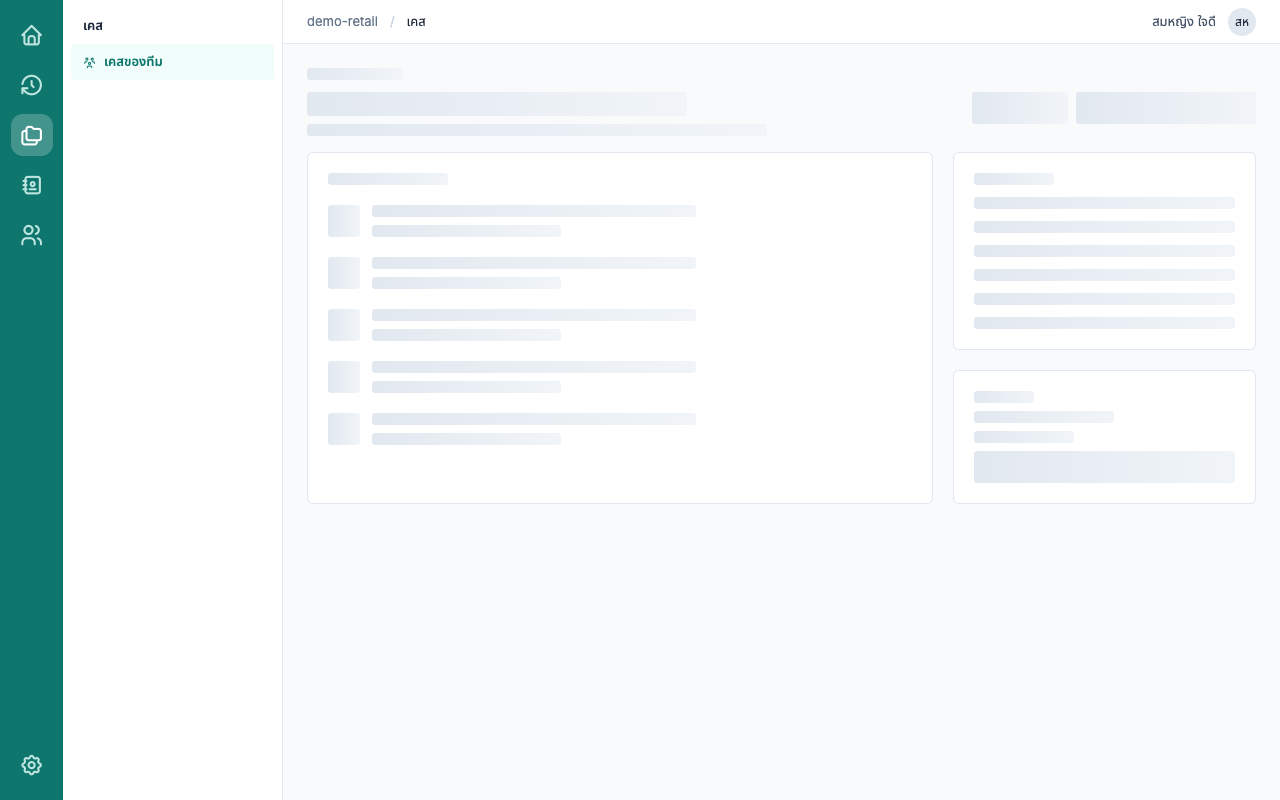 เคส
เคสของทีม
demo-retail / เคส
สมหญิง ใจดี
สห